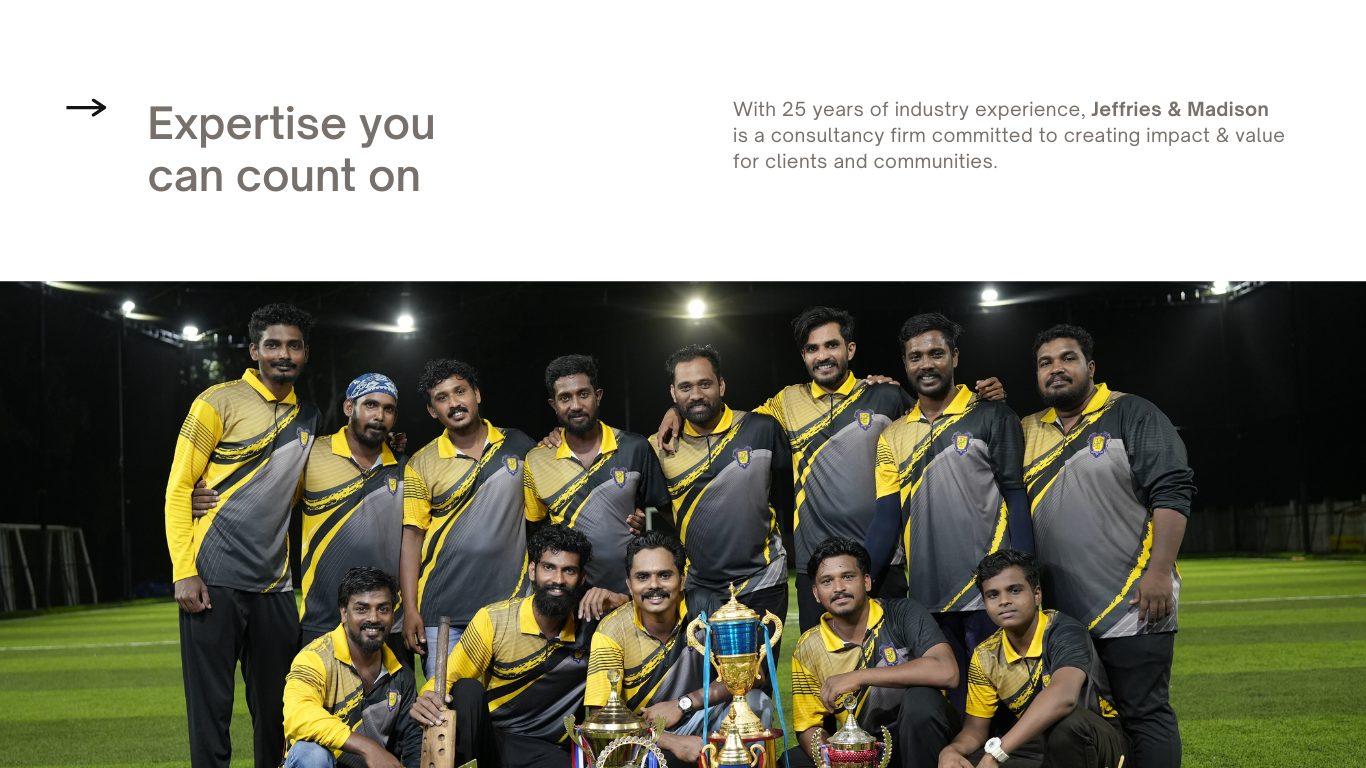 Expertise you
can count on
With 25 years of industry experience, Jeffries & Madison
is a consultancy firm committed to creating impact & value
for clients and communities.